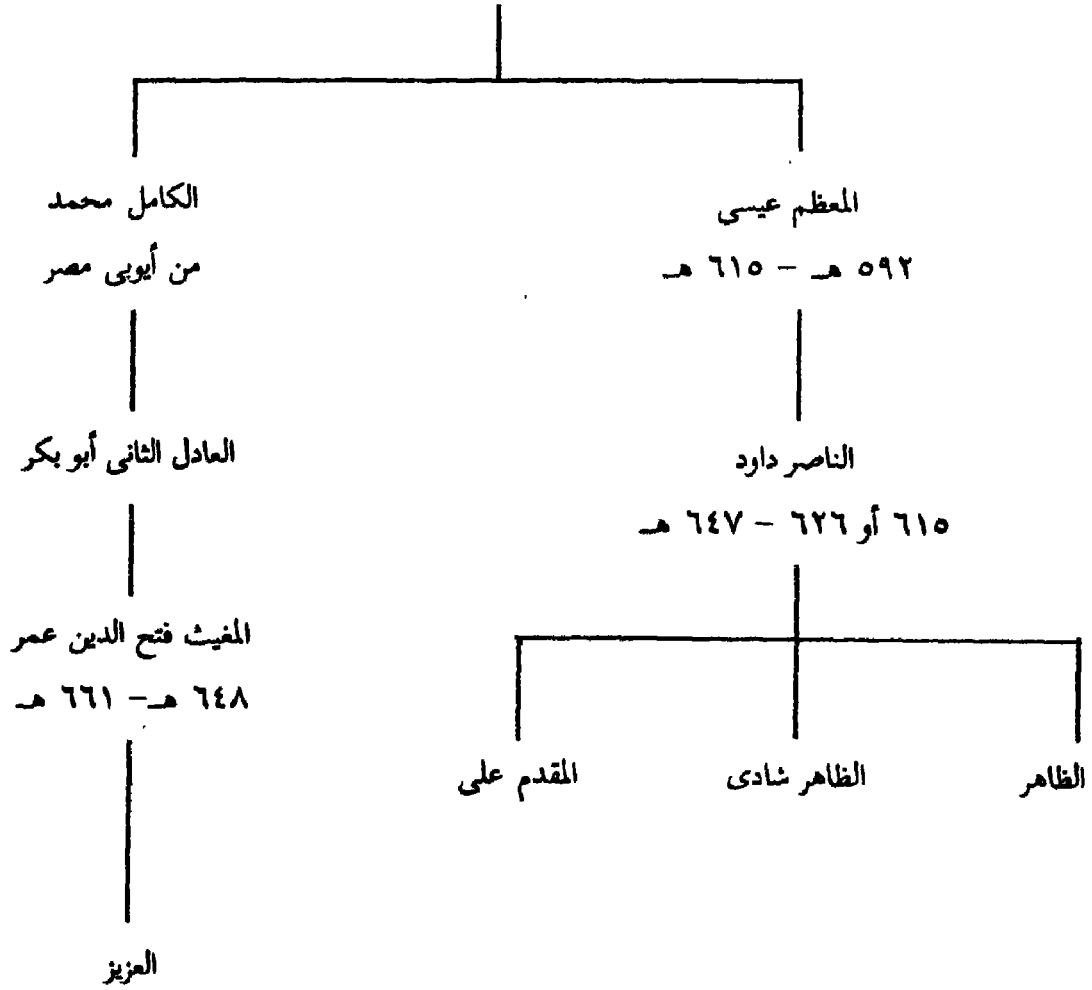 المعظم عيسي
٥٩٢ هـ – ٦١٥ هـ
الكامل محمد
من أيوبى مصر
الناصر داود
٦١٥ أو ٦٢٦ – ٦٤٧ هـ
العادل الثانى أبو بكر
المغيث فتح الدين عمر
٦٤٨ هـ – ٦٦١ هـ
الظاهر
الظاهر شادى
المقدم على
العزيز